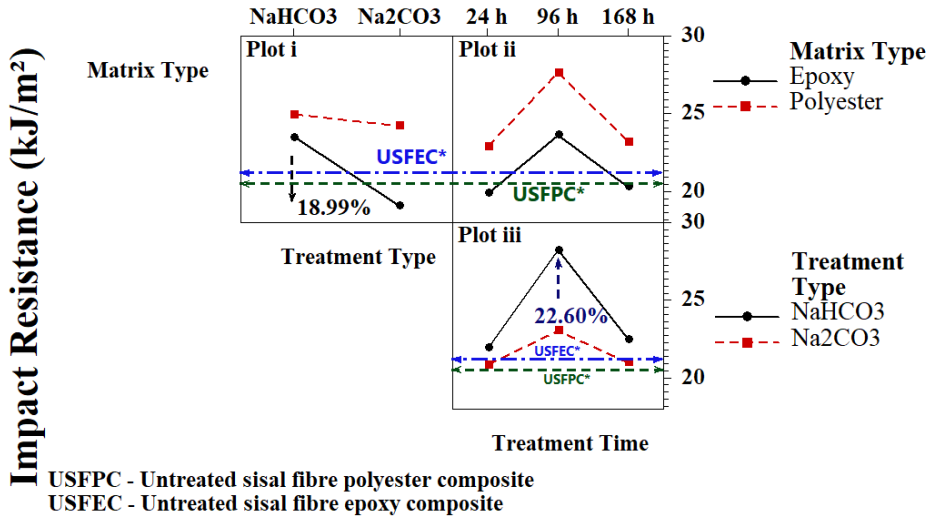 NaHCO3 Na2CO3 24 h 96 h 168 h
Impact Resistance (kJ/m²)
Matrix Type
Plot i
Plot ii
30
25
20
Matrix Type
Epoxy
Polyester
USFEC*
USFPC*
18.99%
Treatment Type
Plot iii
30
25
20
22.60%
USFEC*
USFPC*
Treatment
Type
NaHCO3
Na2CO3
Treatment Time
USFPC - Untreated sisal fibre polyester composite
USFEC - Untreated sisal fibre epoxy composite